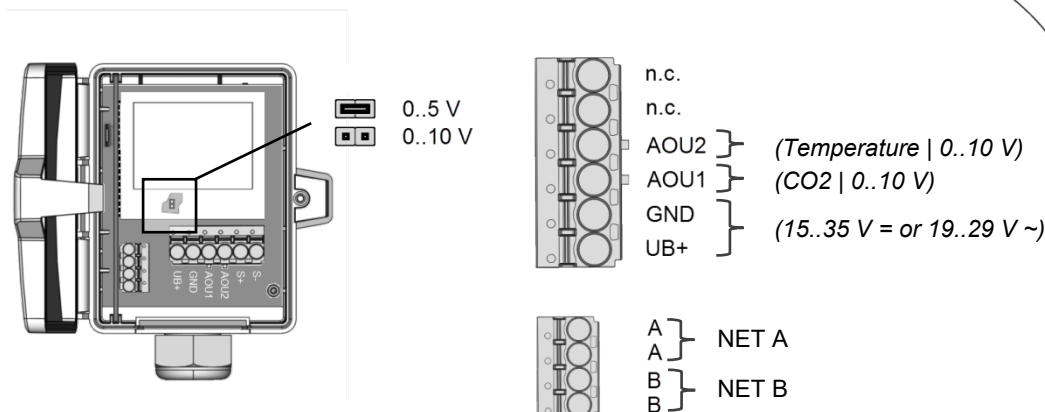 0..5 V
0..10 V
UB+
GND
AOU1
AOU2
S+
S-
n.c.
n.c.
AOU2 (Temperature | 0..10 V)
AOU1 (CO2 | 0..10 V)
GND
UB+
(15..35 V = or 19..29 V ~)
A
A
NET A
B
B
NET B